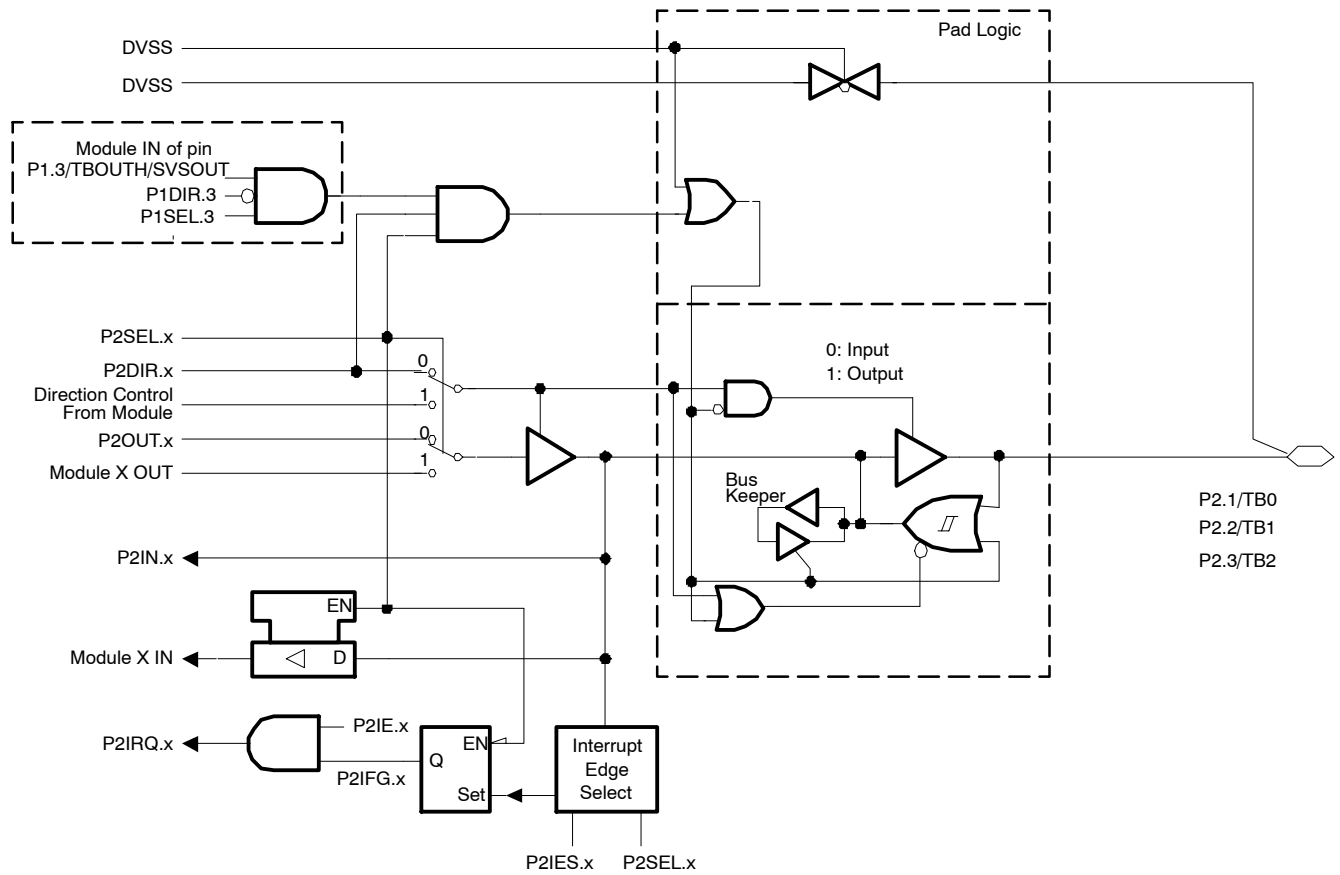 Pad Logic
DVSS
DVSS
Module IN of pin
P1.3/TBOUTH/SVSOUT
P1DIR.3
P1SEL.3
P2SEL.x
0: Input
1: Output
0
P2DIR.x
Direction Control
From Module
1
P2OUT.x
0
Module X OUT
1
Bus
Keeper
P2.1/TB0
P2.2/TB1
P2.3/TB2
P2IN.x
EN
Module X IN
D
P2IE.x
P2IRQ.x
P2IFG.x
EN
Q
Set
Interrupt
Edge
Select
P2IES.x
P2SEL.x